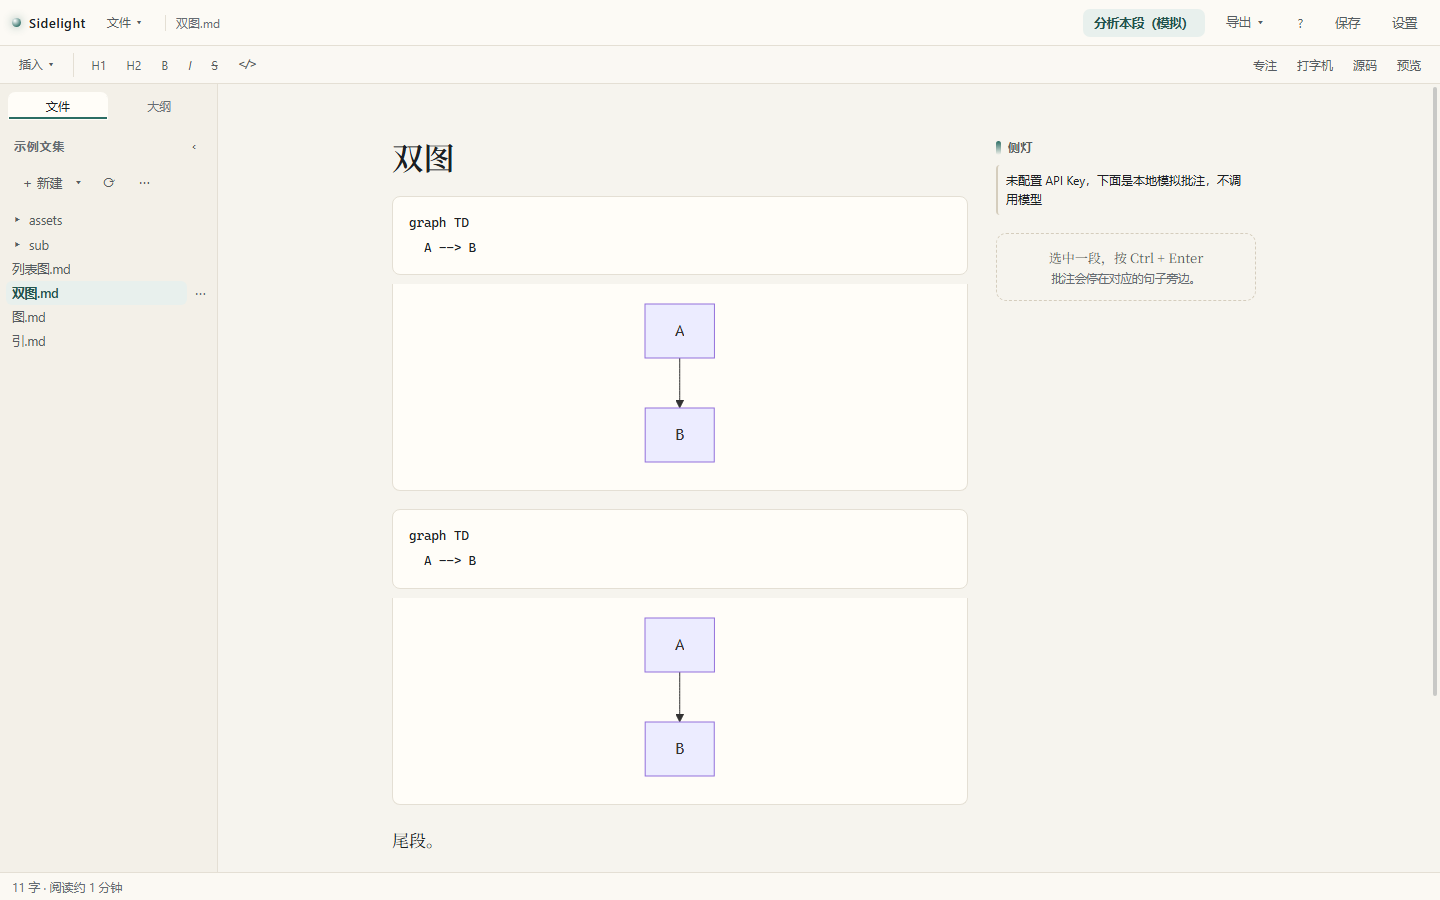 Sidelight 文件 双图.md 分析本段（模拟） 导出 ? 保存 设置
插入 H1 H2 B I S </> 专注 打字机 源码 预览
文件 大纲
示例文集
+ 新建 ...
assets
sub
列表图.md
双图.md ...
图.md
引.md
双图
graph TD
A --> B
A
B
graph TD
A --> B
A
B
尾段。
侧灯
未配置 API Key，下面是本地模拟批注，不调
用模型
选中一段，按 Ctrl + Enter
批注会停在对应的句子旁边。
11 字 · 阅读约 1 分钟